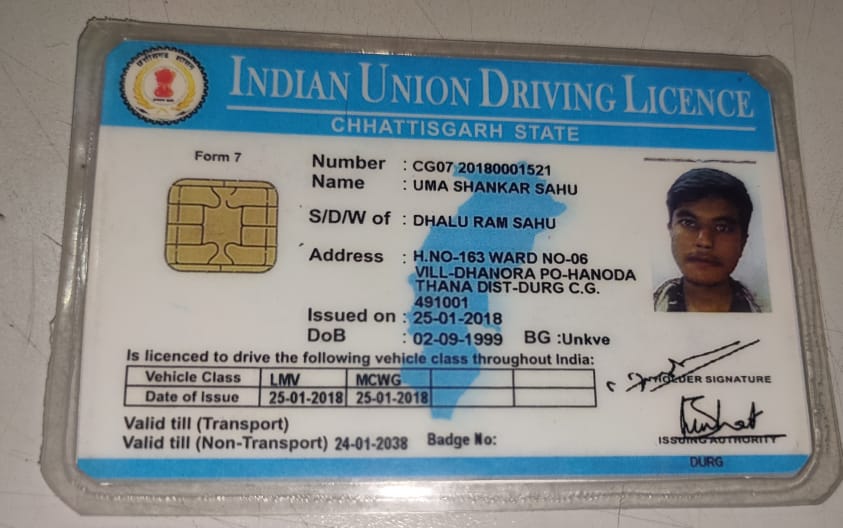 छत्तीसगढ़ शासन
INDIAN UNION DRIVING LICENCE
CHHATTISGARH STATE
Form 7
Number : CG07 20180001521
Name : UMA SHANKAR SAHU
S/D/W of : DHALU RAM SAHU
Address : H.NO-163 WARD NO-06
VILL-DHANORA PO-HANODA
THANA DIST-DURG C.G.
491001
Issued on : 25-01-2018
DoB : 02-09-1999 BG :Unkve
Is licenced to drive the following vehicle class throughout India:
Vehicle Class LMV MCWG
Date of Issue 25-01-2018 25-01-2018
HOLDER SIGNATURE
Valid till (Transport)
Valid till (Non-Transport) 24-01-2038 Badge No:
ISSUING AUTHORITY
DURG